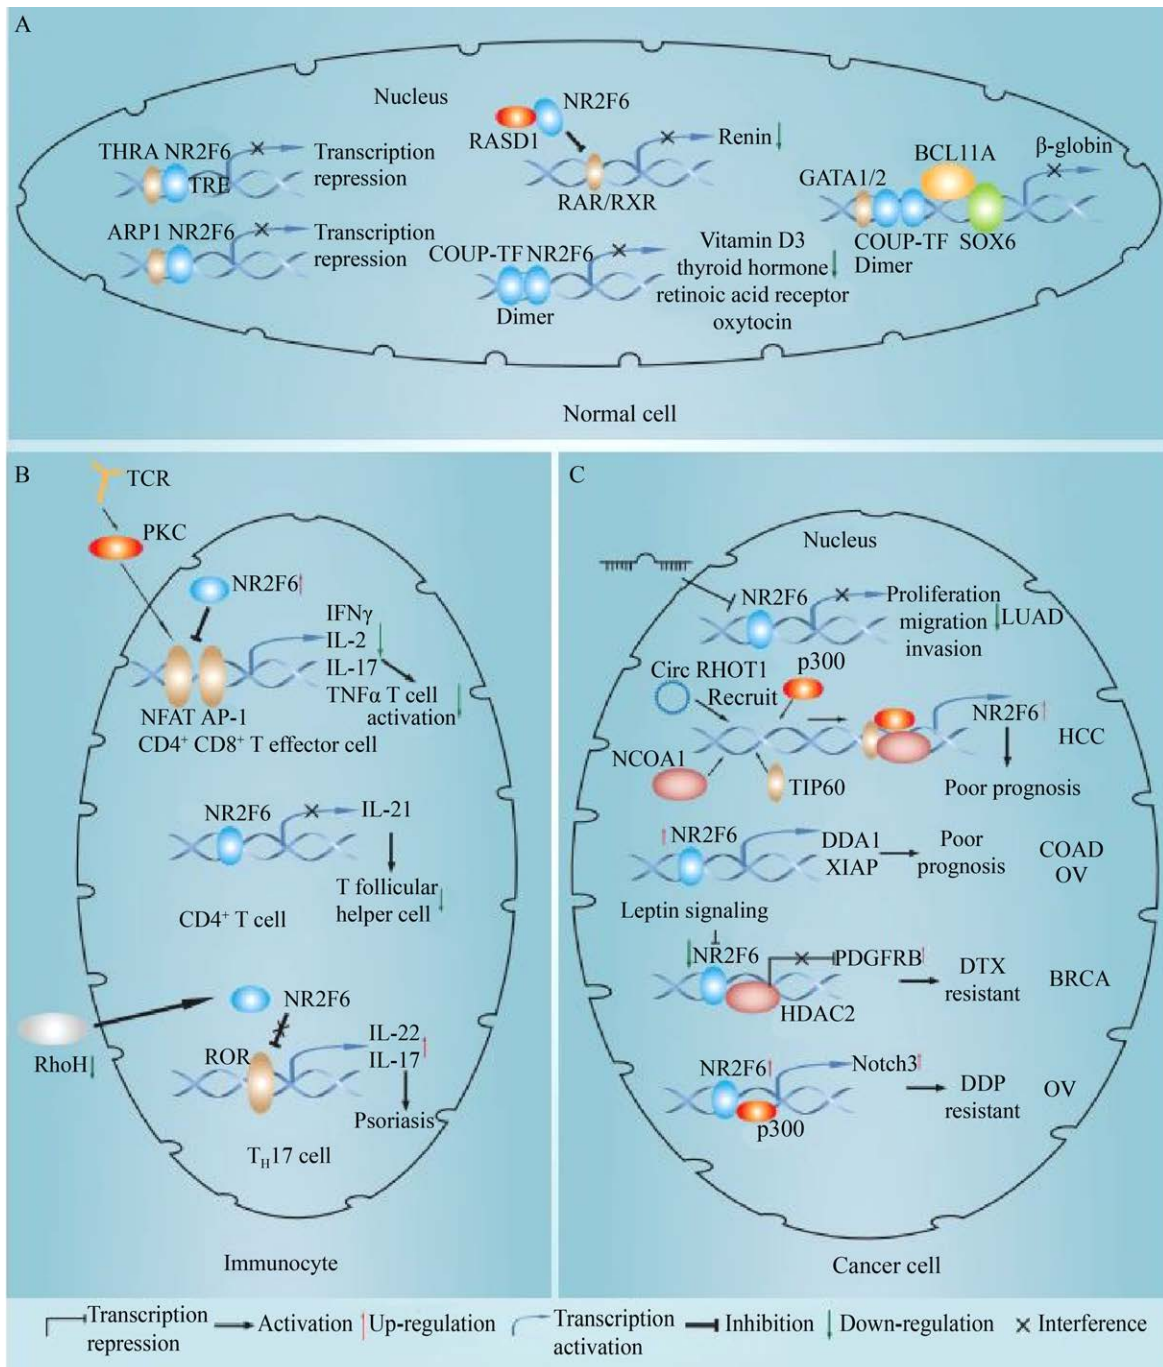 A
Nucleus
NR2F6
RASD1
Renin
RAR/RXR
THRA NR2F6
TRE
Transcription
repression
ARP1 NR2F6
Transcription
repression
COUP-TF NR2F6
Dimer
Vitamin D3
thyroid hormone
retinoic acid receptor
oxytocin
BCL11A
β-globin
GATA1/2
COUP-TF SOX6
Dimer
Normal cell
B
TCR
PKC
NR2F6
IFNγ
IL-2
IL-17
TNFα T cell
activation
NFAT AP-1
CD4⁺ CD8⁺ T effector cell
NR2F6
IL-21
T follicular
helper cell
CD4⁺ T cell
NR2F6
RhoH
ROR
IL-22
IL-17
Psoriasis
T_H17 cell
Immunocyte
C
Nucleus
NR2F6
Proliferation
migration
invasion
LUAD
Circ RHOT1
Recruit
p300
NCOA1
TIP60
NR2F6
HCC
Poor prognosis
NR2F6
DDA1
XIAP
Poor
prognosis
COAD
OV
Leptin signaling
NR2F6
PDGFRB
HDAC2
DTX
resistant
BRCA
NR2F6
Notch3
p300
DDP
resistant
OV
Cancer cell
Transcription
repression
Activation
Up-regulation
Transcription
activation
Inhibition
Down-regulation
Interference